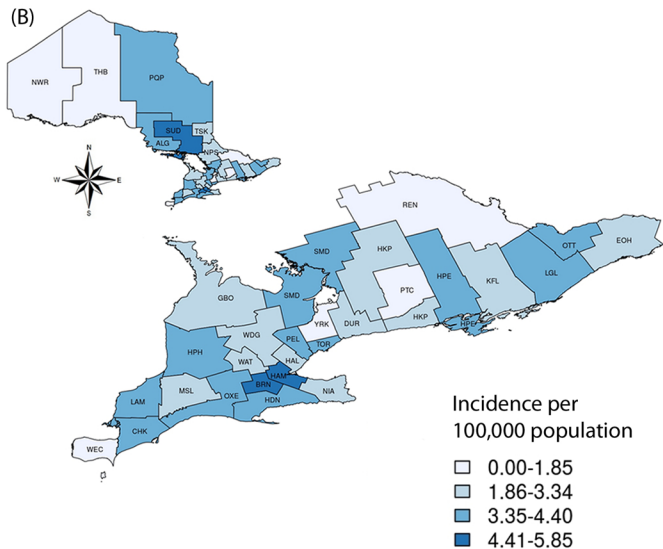 (B)
NWR
THB
PQP
SUD
TSK
ALG
NPS
N
W
E
S
REN
SMD
HKP
OTT
EOH
HPE
KFL
LGL
PTC
GBO
SMD
YRK
DUR
HKP
HPE
WDG
PEL
TOR
HPH
WAT
HAL
HAM
BRN
MSL
OXE
HDN
NIA
LAM
CHK
WEC
Incidence per
100,000 population
0.00-1.85
1.86-3.34
3.35-4.40
4.41-5.85